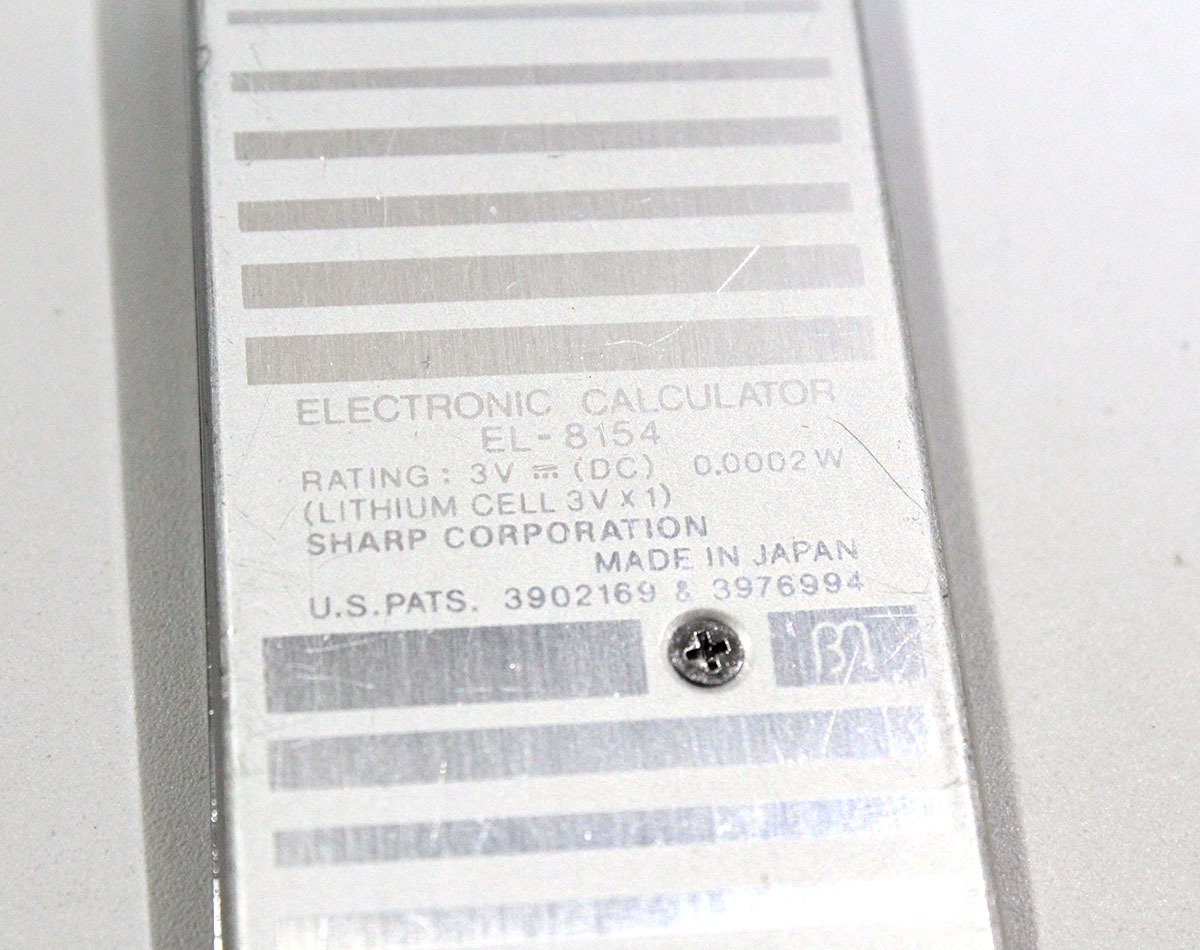 ELECTRONIC CALCULATOR
EL-8154
RATING : 3V ⎓ (DC) 0.0002W
(LITHIUM CELL 3V X 1)
SHARP CORPORATION
MADE IN JAPAN
U.S.PATS. 3902169 & 3976994